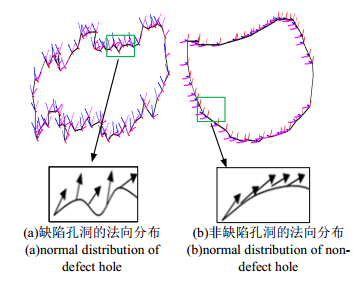 (a)缺陷孔洞的法向分布
(a)normal distribution of
defect hole
(b)非缺陷孔洞的法向分布
(b)normal distribution of non-
defect hole